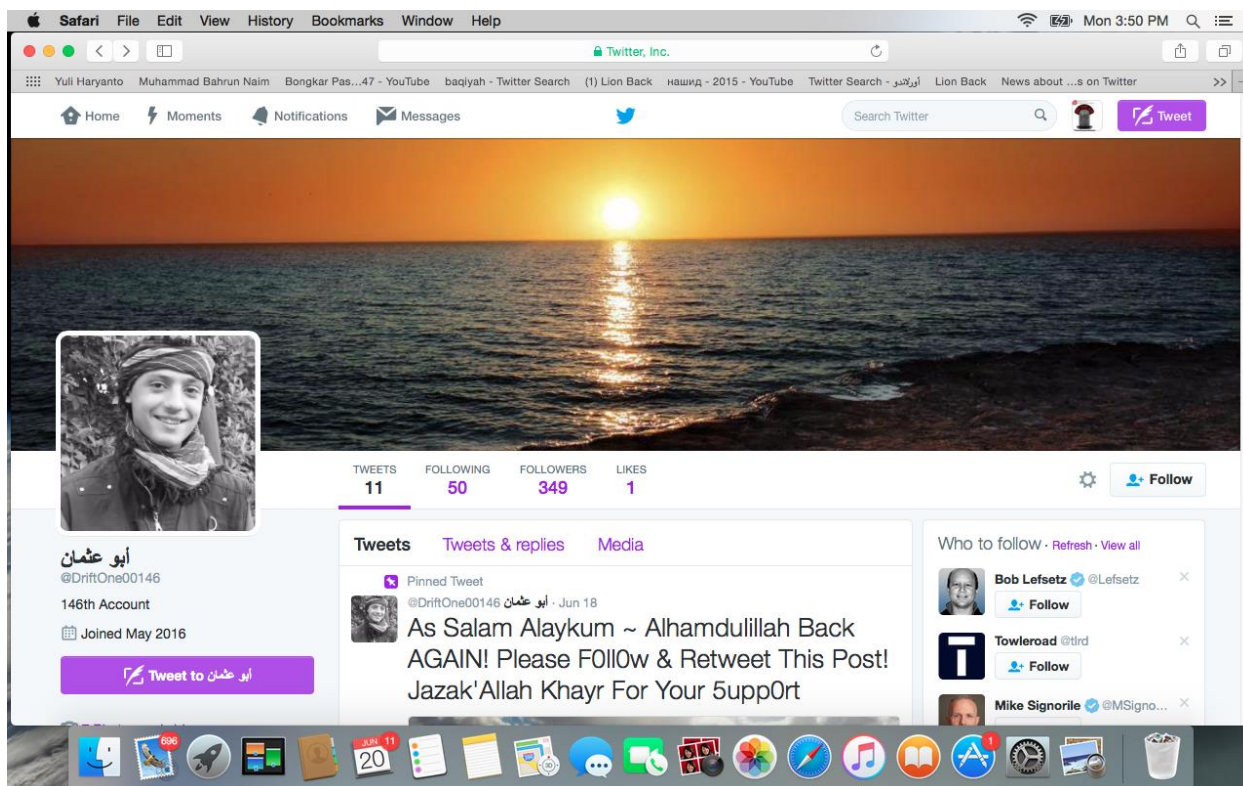 Safari File Edit View History Bookmarks Window Help Mon 3:50 PM
Twitter, Inc.
Yuli Haryanto Muhammad Bahrun Naim Bongkar Pas...47 - YouTube baqiyah - Twitter Search (1) Lion Back нашид - 2015 - YouTube Twitter Search - أورلاندو Lion Back News about ...s on Twitter >>
Home Moments Notifications Messages Search Twitter Tweet
TWEETS FOLLOWING FOLLOWERS LIKES
11 50 349 1
Follow
أبو عثمان
@DriftOne00146
146th Account
Joined May 2016
Tweet to أبو عثمان
Tweets Tweets & replies Media
Pinned Tweet
@DriftOne00146 أبو عثمان · Jun 18
As Salam Alaykum ~ Alhamdulillah Back
AGAIN! Please F0ll0w & Retweet This Post!
Jazak'Allah Khayr For Your 5upp0rt
Who to follow · Refresh · View all
Bob Lefsetz @Lefsetz
Follow
Towleroad @tlrd
Follow
Mike Signorile @MSigno...
696
JUN 11
20
3D
1